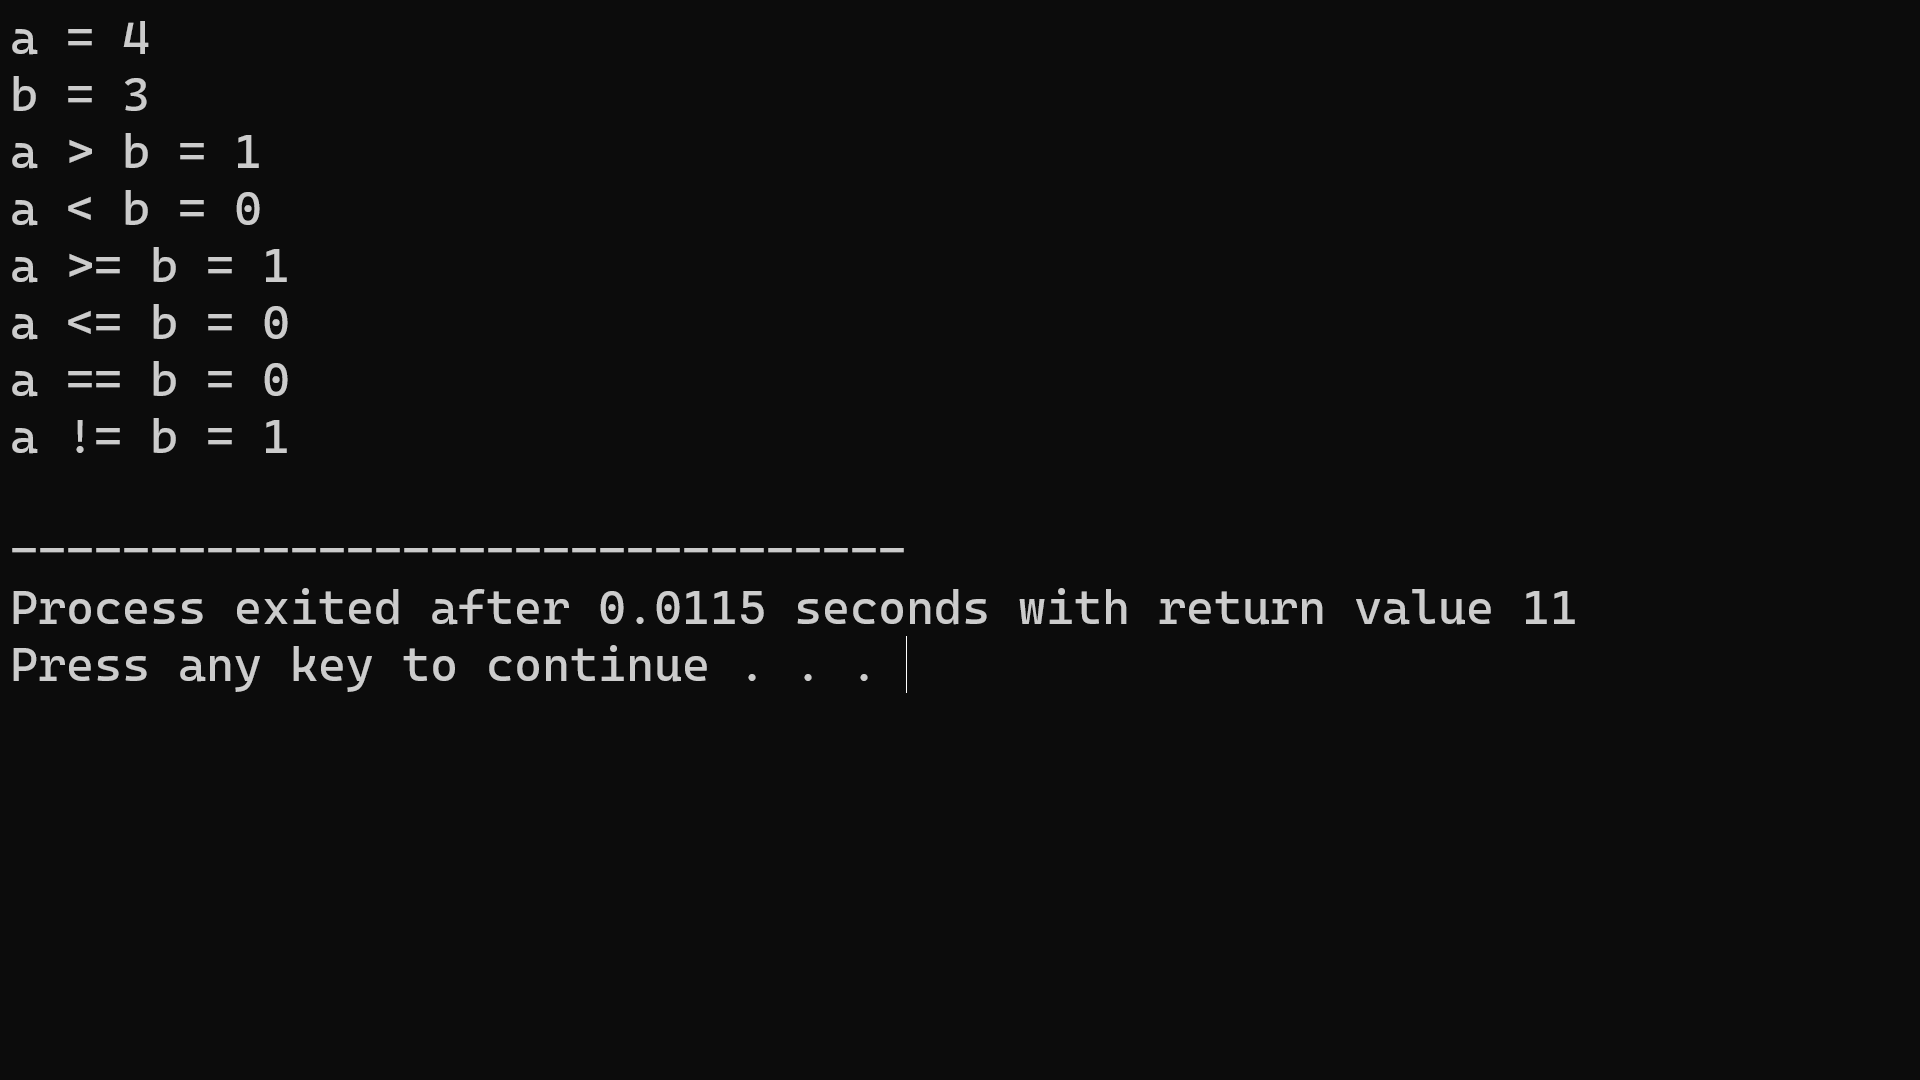 a = 4
b = 3
a > b = 1
a < b = 0
a >= b = 1
a <= b = 0
a == b = 0
a != b = 1
--------------------------------
Process exited after 0.0115 seconds with return value 11
Press any key to continue . . .